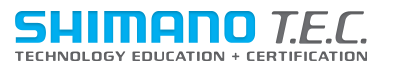 SHIMANO T.E.C.
TECHNOLOGY EDUCATION + CERTIFICATION